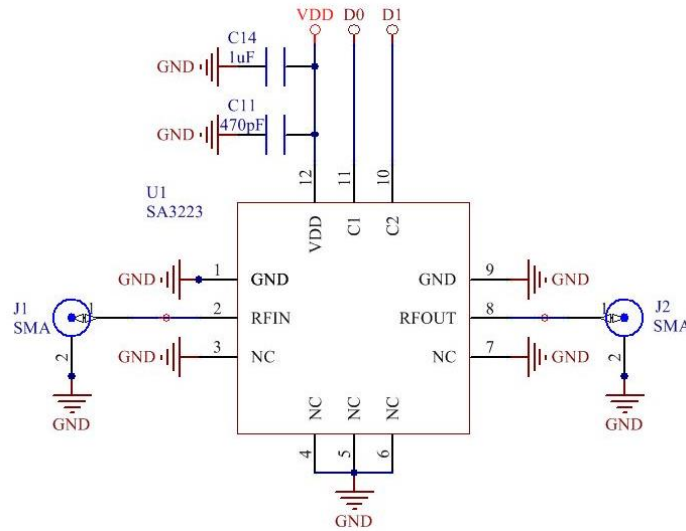 VDD D0 D1
C14
1uF
GND
C11
470pF
GND
12 11 10
U1
SA3223
VDD C1 C2
GND 1 GND GND 9 GND
J1
SMA
1 2 RFIN RFOUT 8 1
J2
SMA
GND 3 NC NC 7 GND
2 2
NC NC NC
GND GND
4 5 6
GND